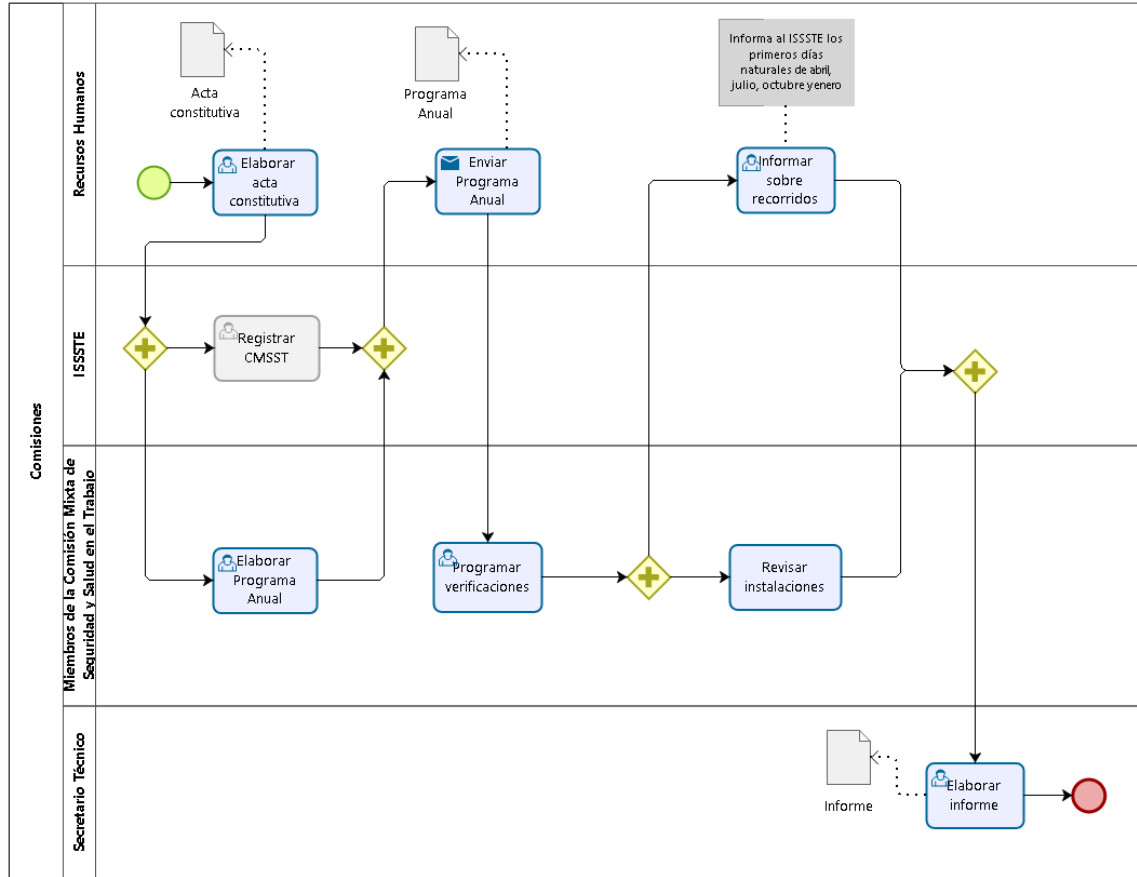 Comisiones
Recursos Humanos
Acta
constitutiva
Elaborar
acta
constitutiva
Programa
Anual
Enviar
Programa
Anual
Informa al ISSSTE los
primeros días
naturales de abril,
julio, octubre yenero
Informar
sobre
recorridos
ISSSTE
Registrar
CMSST
Miembros de la Comisión Mixta de
Seguridad y Salud en el Trabajo
Elaborar
Programa
Anual
Programar
verificaciones
Revisar
instalaciones
Secretario Técnico
Informe
Elaborar
informe